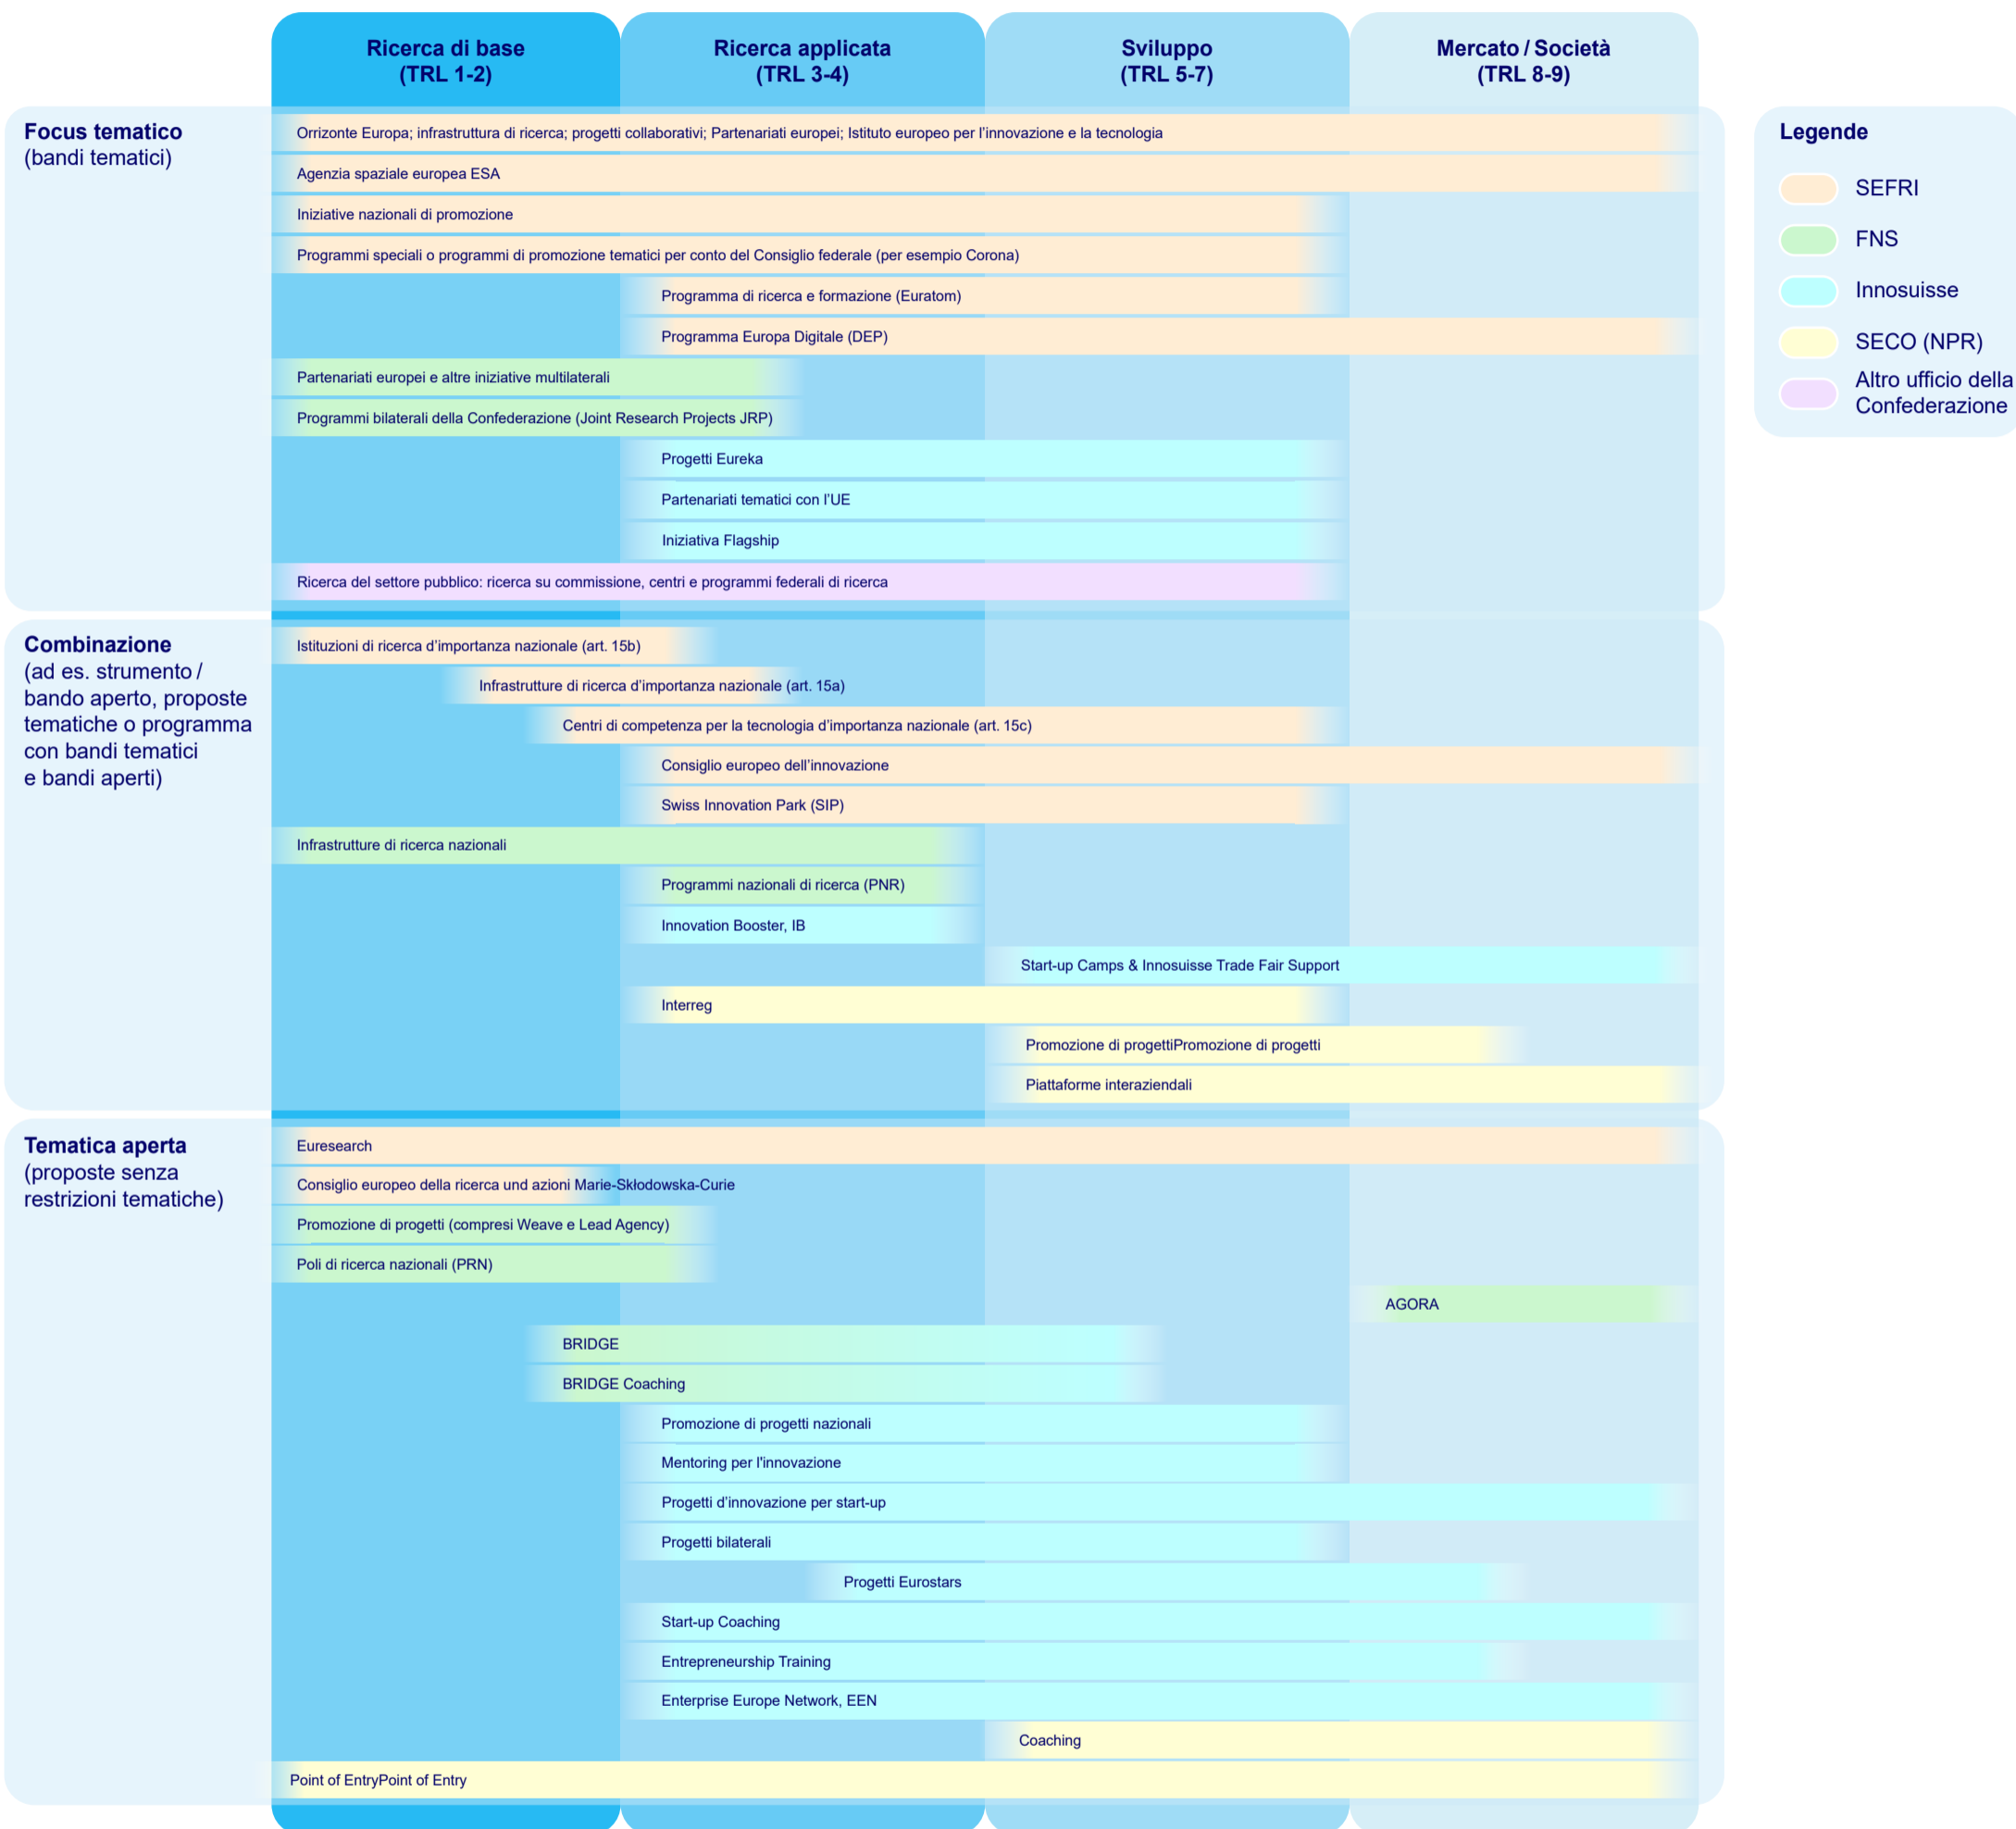 Ricerca di base
(TRL 1-2)
Ricerca applicata
(TRL 3-4)
Sviluppo
(TRL 5-7)
Mercato / Società
(TRL 8-9)
Focus tematico
(bandi tematici)
Orrizonte Europa; infrastruttura di ricerca; progetti collaborativi; Partenariati europei; Istituto europeo per l’innovazione e la tecnologia
Agenzia spaziale europea ESA
Iniziative nazionali di promozione
Programmi speciali o programmi di promozione tematici per conto del Consiglio federale (per esempio Corona)
Programma di ricerca e formazione (Euratom)
Programma Europa Digitale (DEP)
Partenariati europei e altre iniziative multilaterali
Programmi bilaterali della Confederazione (Joint Research Projects JRP)
Progetti Eureka
Partenariati tematici con l’UE
Iniziativa Flagship
Ricerca del settore pubblico: ricerca su commissione, centri e programmi federali di ricerca
Legende
SEFRI
FNS
Innosuisse
SECO (NPR)
Altro ufficio della
Confederazione
Combinazione
(ad es. strumento /
bando aperto, proposte
tematiche o programma
con bandi tematici
e bandi aperti)
Istituzioni di ricerca d’importanza nazionale (art. 15b)
Infrastrutture di ricerca d’importanza nazionale (art. 15a)
Centri di competenza per la tecnologia d’importanza nazionale (art. 15c)
Consiglio europeo dell’innovazione
Swiss Innovation Park (SIP)
Infrastrutture di ricerca nazionali
Programmi nazionali di ricerca (PNR)
Innovation Booster, IB
Start-up Camps & Innosuisse Trade Fair Support
Interreg
Promozione di progettiPromozione di progetti
Piattaforme interaziendali
Tematica aperta
(proposte senza
restrizioni tematiche)
Euresearch
Consiglio europeo della ricerca und azioni Marie-Skłodowska-Curie
Promozione di progetti (compresi Weave e Lead Agency)
Poli di ricerca nazionali (PRN)
AGORA
BRIDGE
BRIDGE Coaching
Promozione di progetti nazionali
Mentoring per l'innovazione
Progetti d’innovazione per start-up
Progetti bilaterali
Progetti Eurostars
Start-up Coaching
Entrepreneurship Training
Enterprise Europe Network, EEN
Coaching
Point of EntryPoint of Entry